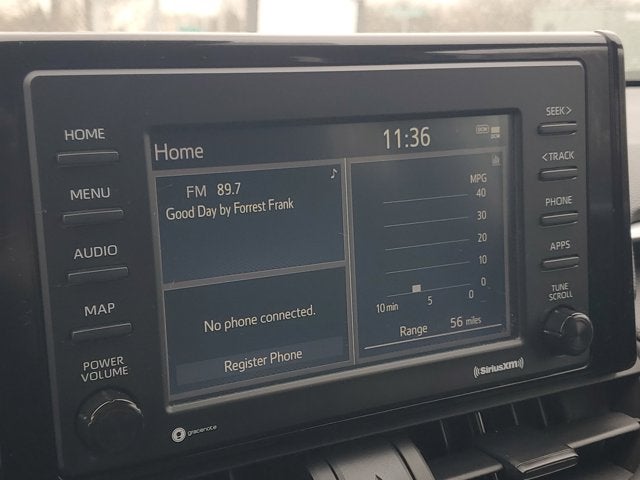 HOME
MENU
AUDIO
MAP
POWER
VOLUME
Home
11:36
DCM
FM 89.7
Good Day by Forrest Frank
No phone connected.
Register Phone
MPG
40
30
20
10
0
10 min 5 0
Range 56 miles
SEEK >
< TRACK
PHONE
APPS
TUNE
SCROLL
gracenote
SiriusXM